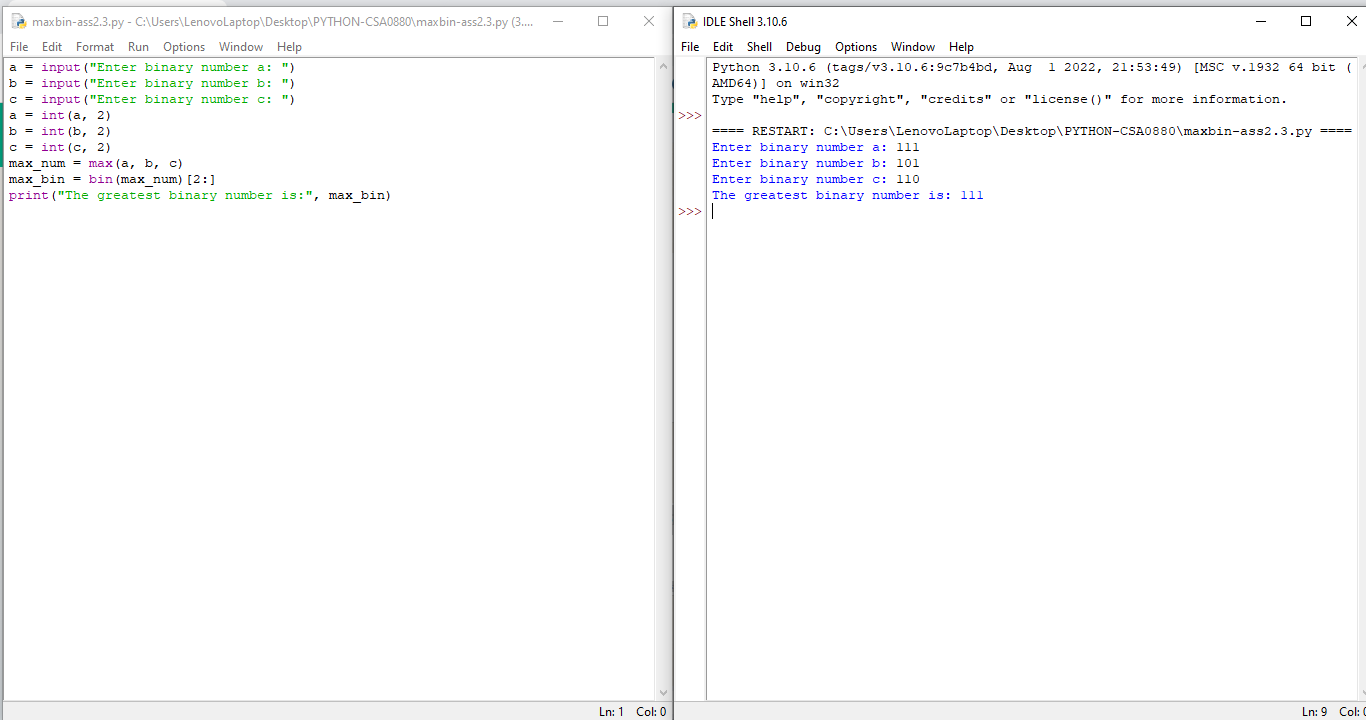 maxbin-ass2.3.py - C:\Users\LenovoLaptop\Desktop\PYTHON-CSA0880\maxbin-ass2.3.py (3....
File Edit Format Run Options Window Help
a = input("Enter binary number a: ")
b = input("Enter binary number b: ")
c = input("Enter binary number c: ")
a = int(a, 2)
b = int(b, 2)
c = int(c, 2)
max_num = max(a, b, c)
max_bin = bin(max_num)[2:]
print("The greatest binary number is:", max_bin)
Ln: 1 Col: 0
IDLE Shell 3.10.6
File Edit Shell Debug Options Window Help
Python 3.10.6 (tags/v3.10.6:9c7b4bd, Aug  1 2022, 21:53:49) [MSC v.1932 64 bit (
AMD64)] on win32
Type "help", "copyright", "credits" or "license()" for more information.
>>>
==== RESTART: C:\Users\LenovoLaptop\Desktop\PYTHON-CSA0880\maxbin-ass2.3.py ====
Enter binary number a: 111
Enter binary number b: 101
Enter binary number c: 110
The greatest binary number is: 111
>>>
Ln: 9 Col: